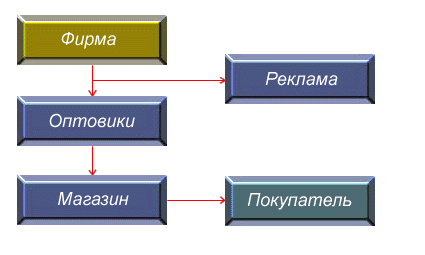 Фирма
Реклама
Оптовики
Магазин
Покупатель